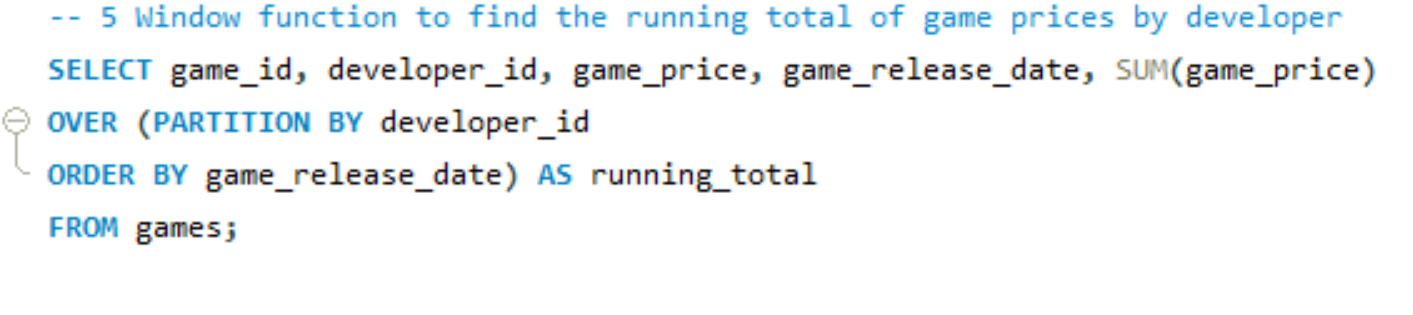 -- 5 Window function to find the running total of game prices by developer
SELECT game_id, developer_id, game_price, game_release_date, SUM(game_price)
OVER (PARTITION BY developer_id
ORDER BY game_release_date) AS running_total
FROM games;